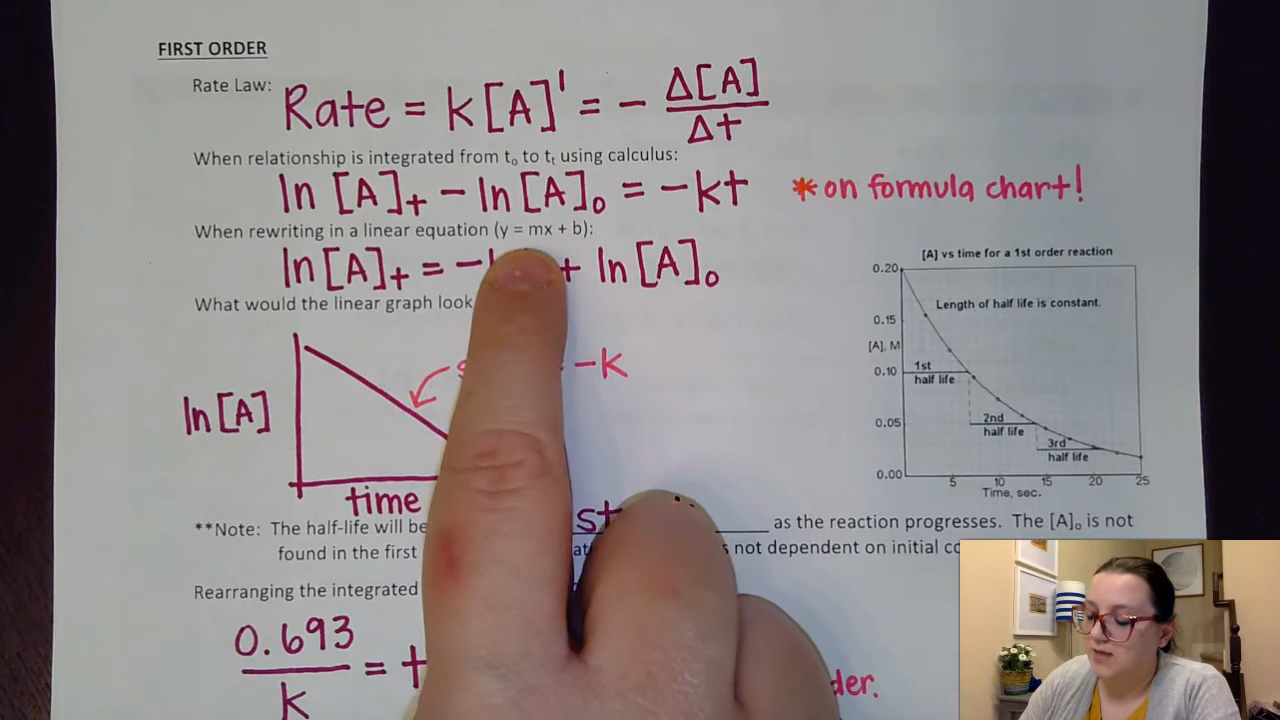 FIRST ORDER
Rate Law: Rate = k[A]¹ = - Δ[A]/Δt
When relationship is integrated from t₀ to tₜ using calculus:
ln [A]ₜ - ln [A]₀ = -kt *on formula chart!
When rewriting in a linear equation (y = mx + b):
ln [A]ₜ = - + ln [A]₀
What would the linear graph look
-k
ln [A]
time
[A] vs time for a 1st order reaction
0.20
Length of half life is constant.
0.15
[A], M
0.10
1st
half life
2nd
0.05
half life
3rd
half life
0.00
5 10 15 20 25
Time, sec.
**Note: The half-life will be st as the reaction progresses. The [A]₀ is not
found in the first not dependent on initial
Rearranging the integrated
0.693/k = t
der.